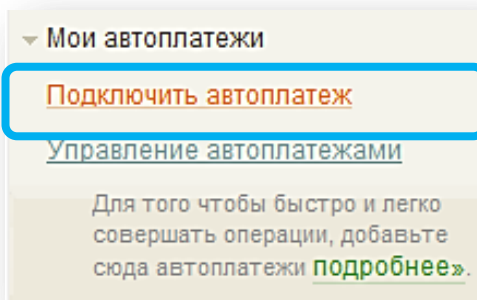 Мои автоплатежи
Подключить автоплатеж
Управление автоплатежами
Для того чтобы быстро и легко
совершать операции, добавьте
сюда автоплатежи подробнее».